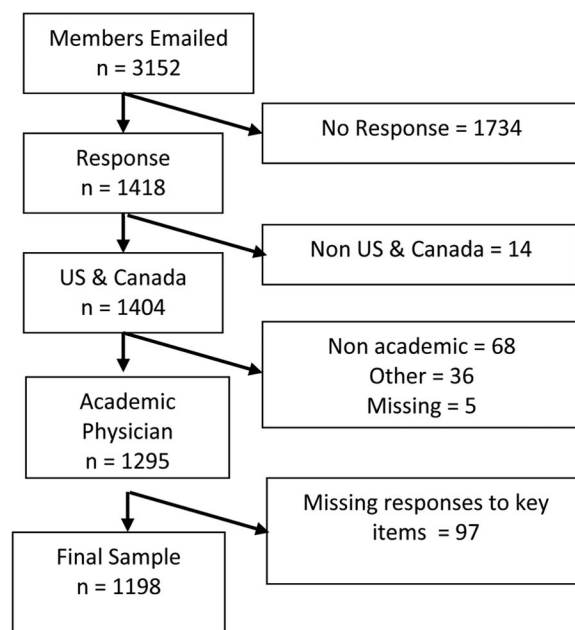 Members Emailed
n = 3152
No Response = 1734
Response
n = 1418
Non US & Canada = 14
US & Canada
n = 1404
Non academic = 68
Other = 36
Missing = 5
Academic
Physician
n = 1295
Missing responses to key
items = 97
Final Sample
n = 1198